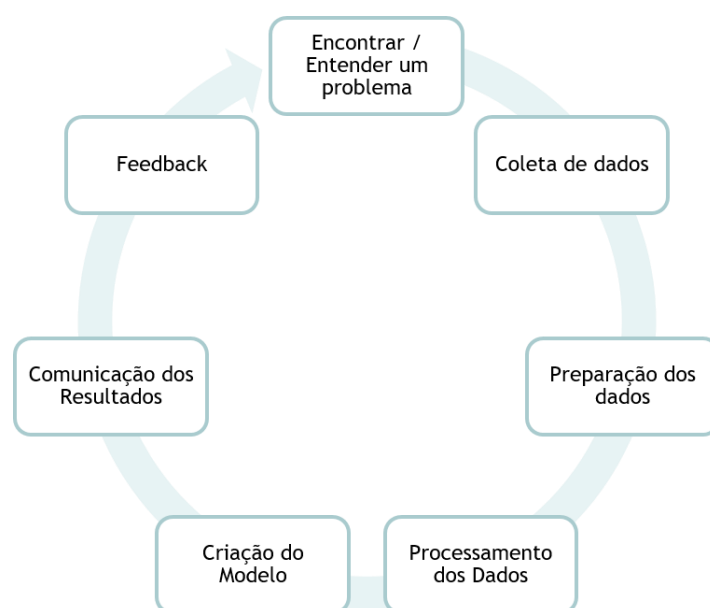 Encontrar /
Entender um
problema
Coleta de dados
Preparação dos
dados
Processamento
dos Dados
Criação do
Modelo
Comunicação dos
Resultados
Feedback